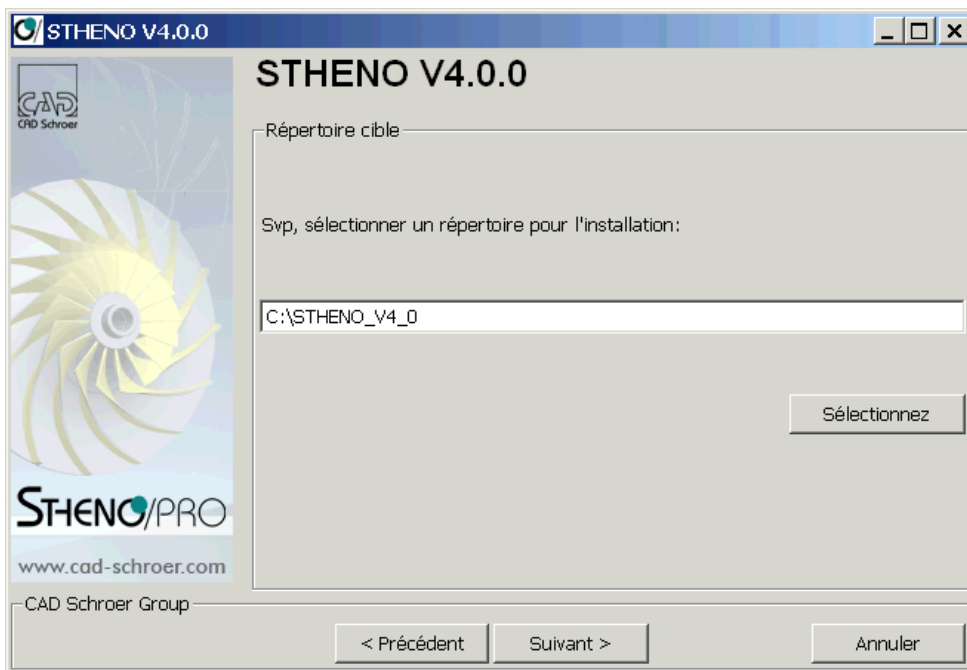 STHENO V4.0.0
CAD
CAD Schroer
STHENO V4.0.0
Répertoire cible
Svp, sélectionner un répertoire pour l'installation:
C:\STHENO_V4_0
Sélectionnez
STHENO/PRO
www.cad-schroer.com
CAD Schroer Group
< Précédent Suivant > Annuler